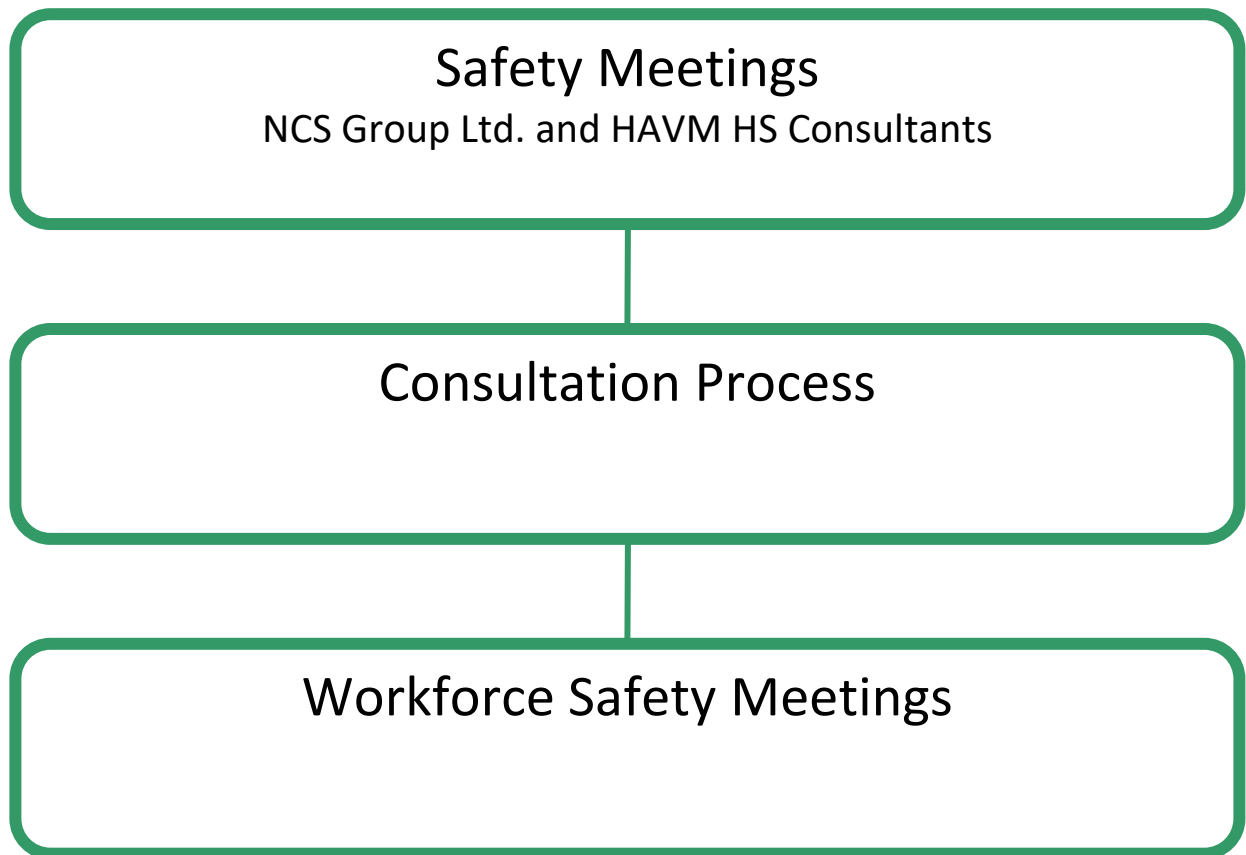 Safety Meetings
NCS Group Ltd. and HAVM HS Consultants
Consultation Process
Workforce Safety Meetings